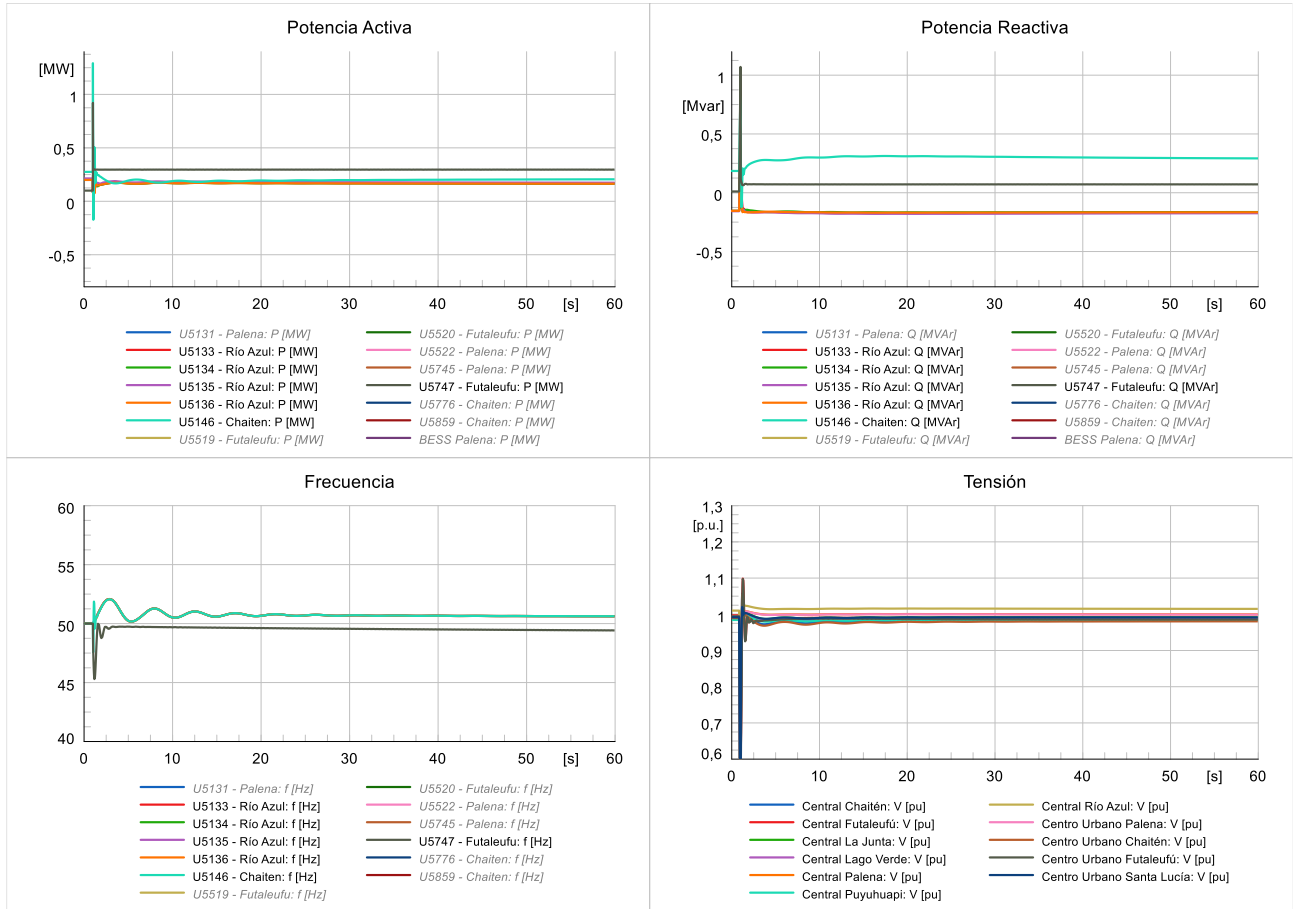 Potencia Activa
[MW]
1
0,5
0
-0,5
0 10 20 30 40 [s] 60
U5131 - Palena: P [MW] U5520 - Futaleufu: P [MW]
U5133 - Río Azul: P [MW] U5522 - Palena: P [MW]
U5134 - Río Azul: P [MW] U5745 - Palena: P [MW]
U5135 - Río Azul: P [MW] U5747 - Futaleufu: P [MW]
U5136 - Río Azul: P [MW] U5776 - Chaiten: P [MW]
U5146 - Chaiten: P [MW] U5859 - Chaiten: P [MW]
U5519 - Futaleufu: P [MW] BESS Palena: P [MW]
Potencia Reactiva
1
[Mvar]
0,5
0
-0,5
0 10 20 30 40 [s] 60
U5131 - Palena: Q [MVAr] U5520 - Futaleufu: Q [MVAr]
U5133 - Río Azul: Q [MVAr] U5522 - Palena: Q [MVAr]
U5134 - Río Azul: Q [MVAr] U5745 - Palena: Q [MVAr]
U5135 - Río Azul: Q [MVAr] U5747 - Futaleufu: Q [MVAr]
U5136 - Río Azul: Q [MVAr] U5776 - Chaiten: Q [MVAr]
U5146 - Chaiten: Q [MVAr] U5859 - Chaiten: Q [MVAr]
U5519 - Futaleufu: Q [MVAr] BESS Palena: Q [MVAr]
Frecuencia
60
55
50
45
40
0 10 20 30 40 [s] 60
U5131 - Palena: f [Hz] U5520 - Futaleufu: f [Hz]
U5133 - Río Azul: f [Hz] U5522 - Palena: f [Hz]
U5134 - Río Azul: f [Hz] U5745 - Palena: f [Hz]
U5135 - Río Azul: f [Hz] U5747 - Futaleufu: f [Hz]
U5136 - Río Azul: f [Hz] U5776 - Chaiten: f [Hz]
U5146 - Chaiten: f [Hz] U5859 - Chaiten: f [Hz]
U5519 - Futaleufu: f [Hz]
Tensión
1,3
[p.u.]
1,2
1,1
1
0,9
0,8
0,7
0,6
0 10 20 30 40 [s] 60
Central Chaitén: V [pu] Central Río Azul: V [pu]
Central Futaleufú: V [pu] Centro Urbano Palena: V [pu]
Central La Junta: V [pu] Centro Urbano Chaitén: V [pu]
Central Lago Verde: V [pu] Centro Urbano Futaleufú: V [pu]
Central Palena: V [pu] Centro Urbano Santa Lucía: V [pu]
Central Puyuhuapi: V [pu]